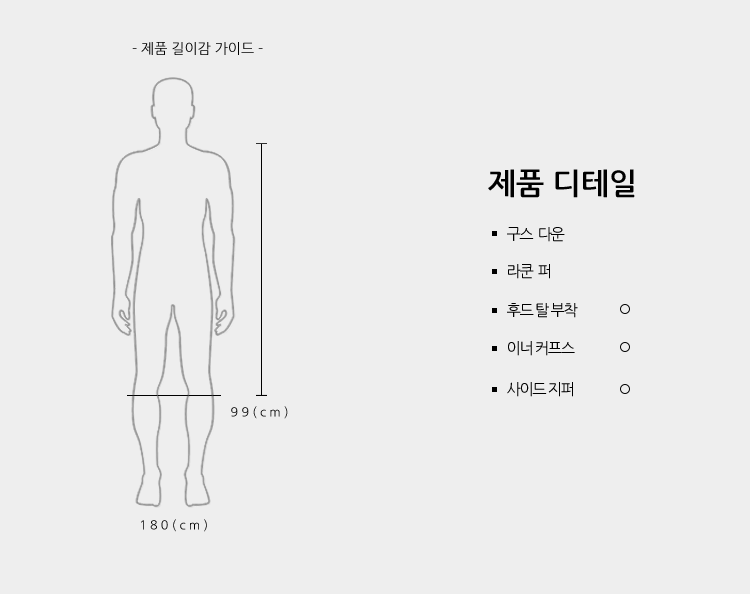 - 제품 길이감 가이드 -
99(cm)
180(cm)
제품 디테일
▪ 구스 다운
▪ 라쿤 퍼
▪ 후드탈부착 ○
▪ 이너커프스 ○
▪ 사이드지퍼 ○